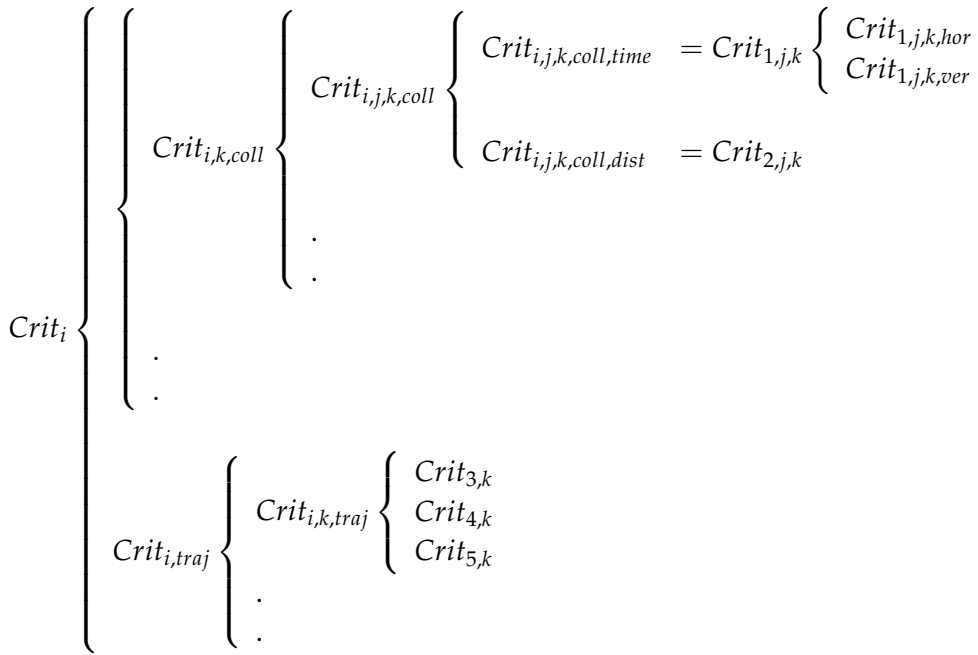 Crit_{i,j,k,coll,time} = Crit_{1,j,k} { Crit_{1,j,k,hor}
Crit_{1,j,k,ver}
Crit_{i,j,k,coll} {
Crit_{i,k,coll} { Crit_{i,j,k,coll,dist} = Crit_{2,j,k}
{
.
.
Crit_i {
.
.
Crit_{3,k}
Crit_{i,k,traj} { Crit_{4,k}
Crit_{i,traj} { Crit_{5,k}
.
.